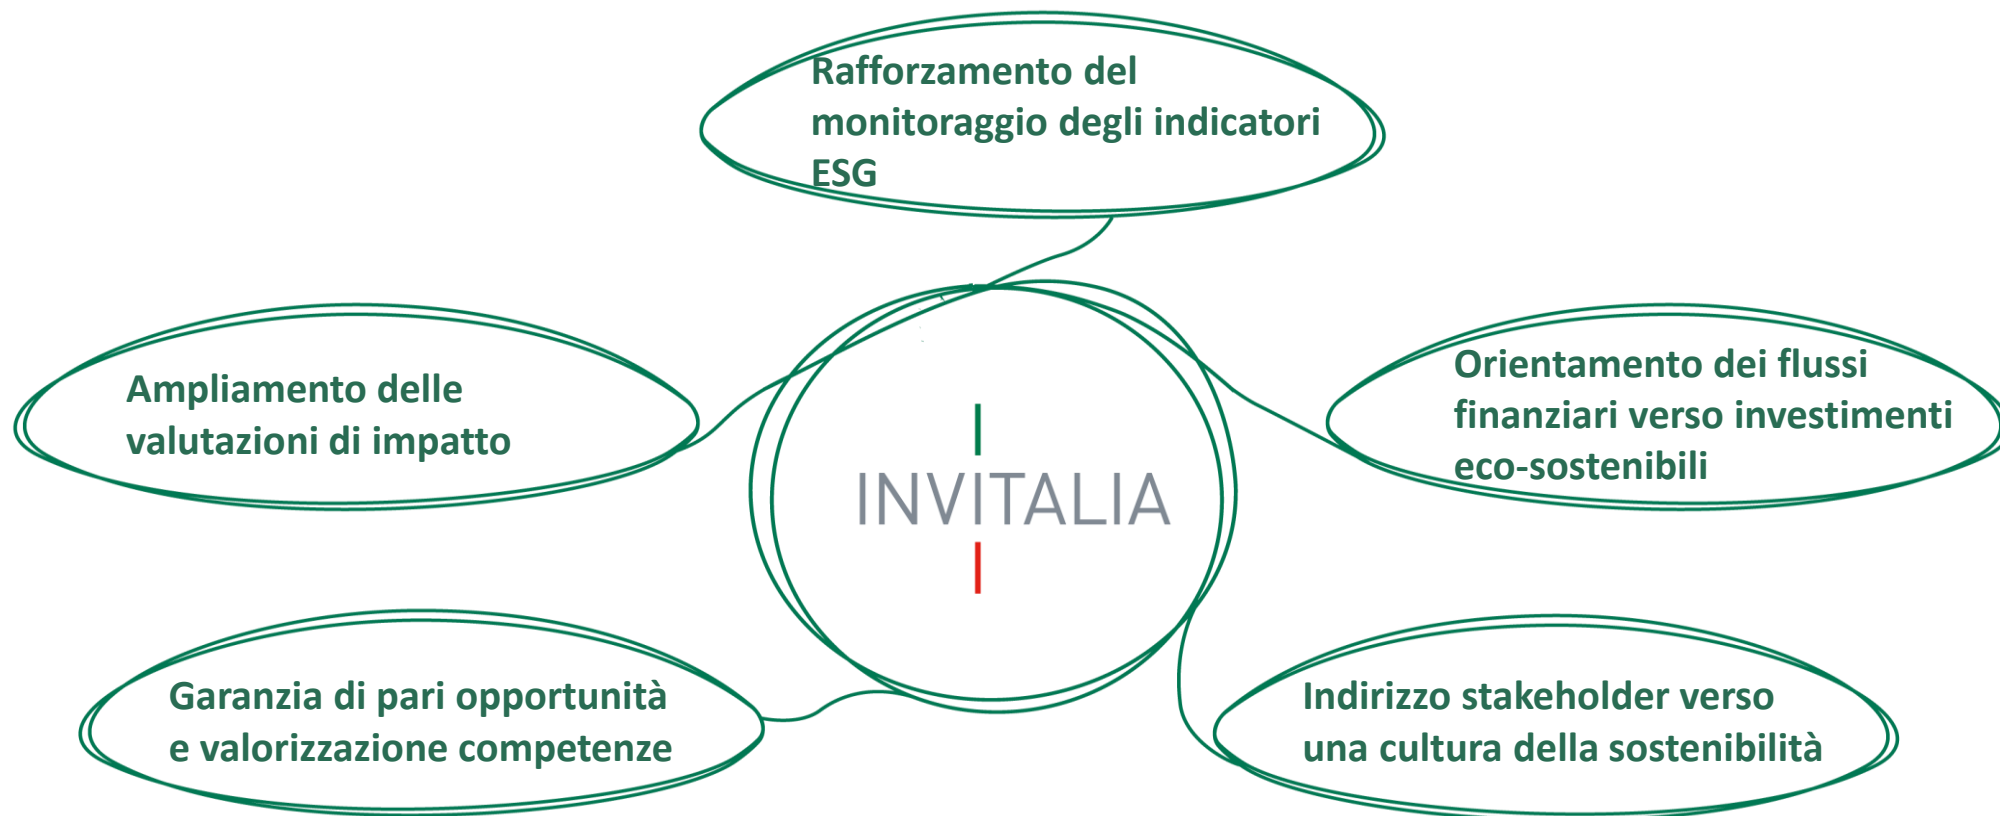 Rafforzamento del
monitoraggio degli indicatori
ESG
Ampliamento delle
valutazioni di impatto
Orientamento dei flussi
finanziari verso investimenti
eco-sostenibili
INVITALIA
Garanzia di pari opportunità
e valorizzazione competenze
Indirizzo stakeholder verso
una cultura della sostenibilità